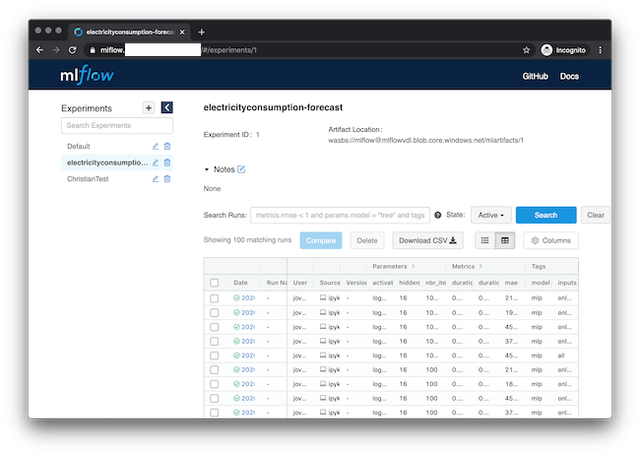 electricityconsumption-forecas
mlflow. /#/experiments/1 Incognito
mlflow GitHub Docs
Experiments
Search Experiments
Default
electricityconsumptio...
ChristianTest
electricityconsumption-forecast
Experiment ID : 1
Artifact Location :
wasbs://mlflow@mlflowvdi.blob.core.windows.net/mlartifacts/1
Notes
None
Search Runs: metrics.rmse < 1 and params.model = "tree" and tags State: Active Search Clear
Showing 100 matching runs Compare Delete Download CSV Columns
Parameters > Metrics > Tags
Date Run Na User Source Version activat hidden nbr_ite duratic duratic mae model inputs
202( - jov... ipyk - log... 16 10... 0.... 0.... 21... mlp onl...
202( - jov... ipyk - log... 16 10... 0.... 0.... 19... mlp onl...
202( - jov... ipyk - log... 16 10... 0.... 0.... 45... mlp onl...
202( - jov... ipyk - log... 16 10... 0.... 0.... 37... mlp onl...
202( - jov... ipyk - log... 16 10... 0.... 0.... 45... mlp all
202( - jov... ipyk - log... 16 100 0.... 0.... 21... mlp onl...
202( - jov... ipyk - log... 16 100 0.... 0.... 18... mlp onl...
202( - jov... ipyk - log... 16 100 0.... 0.... 45... mlp onl...
202( - jov... ipyk - log... 16 100 0.... 0.... 37... mlp onl...